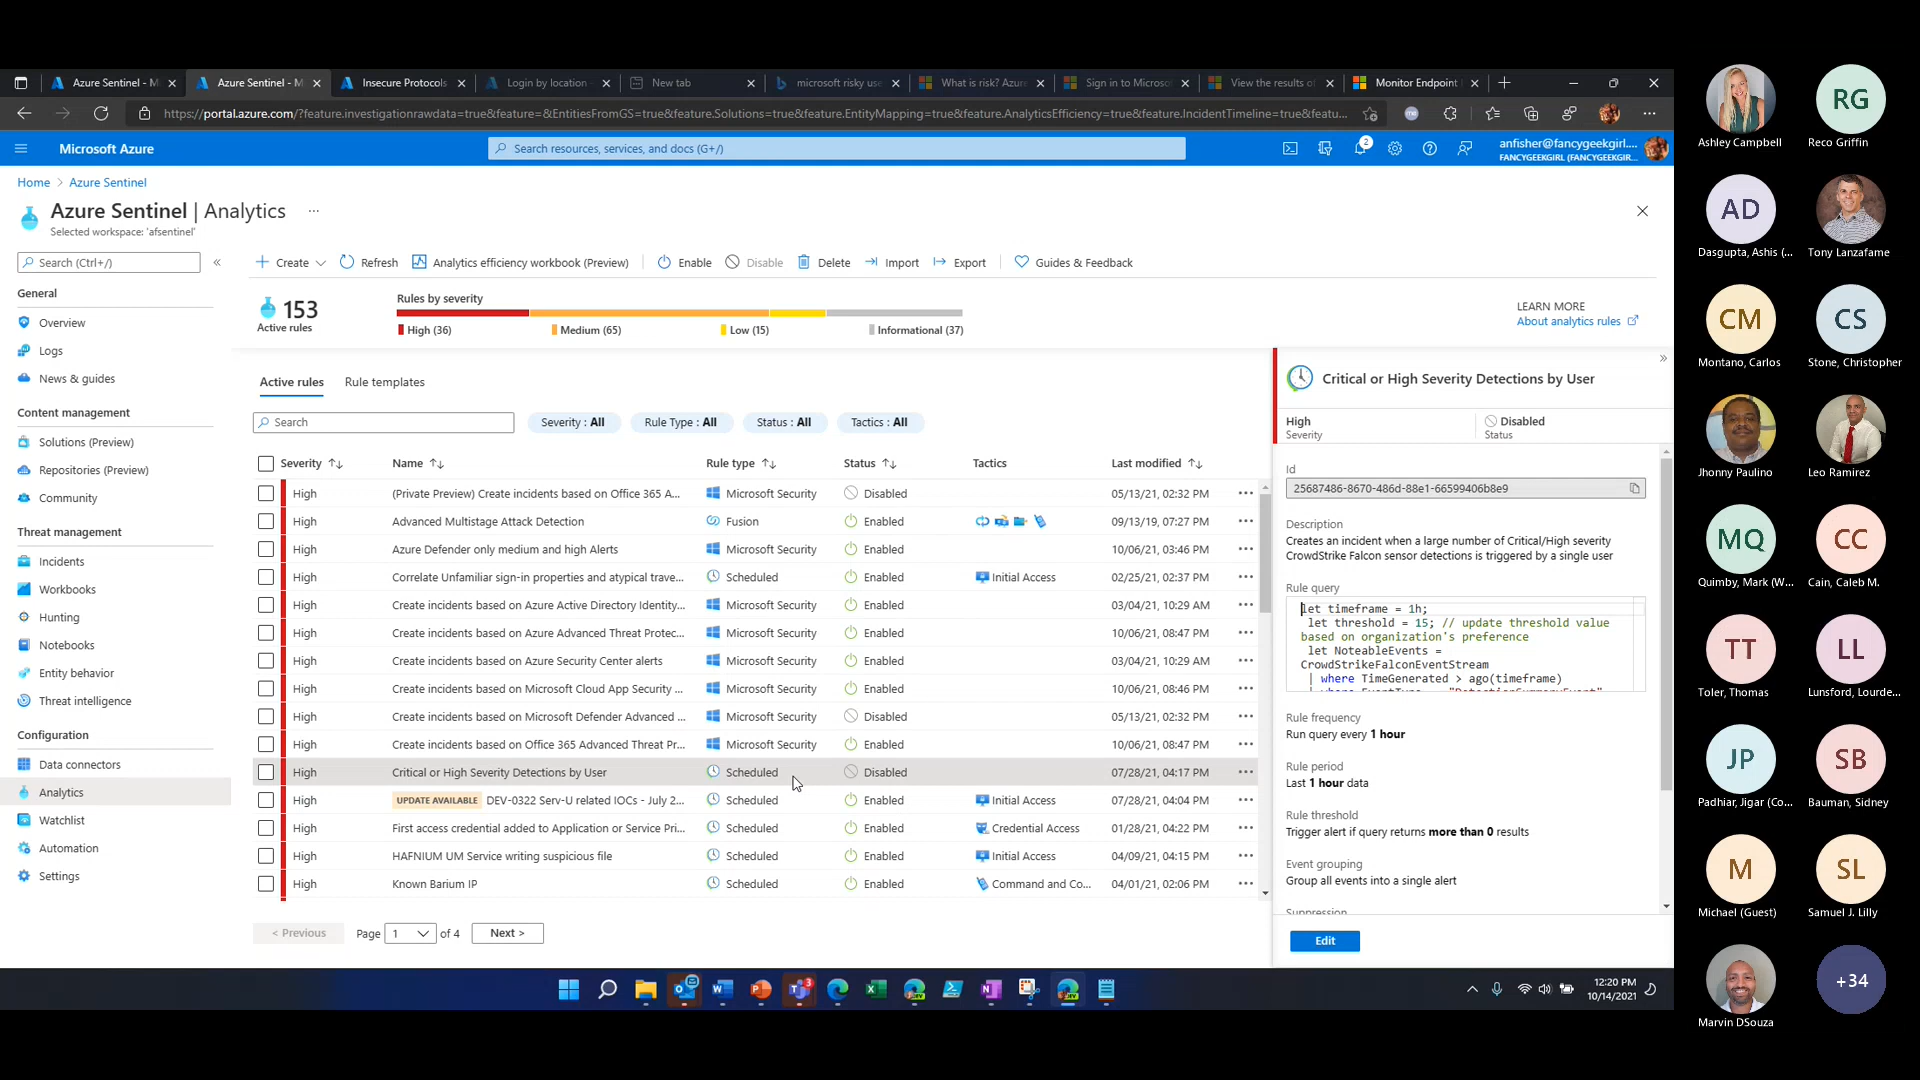 Azure Sentinel - M
Azure Sentinel - M
Insecure Protocols
Login by location -
New tab
microsoft risky use
What is risk? Azure
Sign in to Microso
View the results of
Monitor Endpoint
https://portal.azure.com/?feature.investigationrawdata=true&feature=&EntitiesFromGS=true&feature.Solutions=true&feature.EntityMapping=true&feature.AnalyticsEfficiency=true&feature.IncidentTimeline=true&featu...
Microsoft Azure
Search resources, services, and docs (G+/)
2
anfisher@fancygeekgirl....
FANCYGEEKGIRL (FANCYGEEKGIR...
Home > Azure Sentinel
Azure Sentinel | Analytics ...
Selected workspace: 'afsentinel'
Search (Ctrl+/)
«
General
Overview
Logs
News & guides
Content management
Solutions (Preview)
Repositories (Preview)
Community
Threat management
Incidents
Workbooks
Hunting
Notebooks
Entity behavior
Threat intelligence
Configuration
Data connectors
Analytics
Watchlist
Automation
Settings
Create
Refresh
Analytics efficiency workbook (Preview)
Enable
Disable
Delete
Import
Export
Guides & Feedback
153
Active rules
Rules by severity
High (36)
Medium (65)
Low (15)
Informational (37)
LEARN MORE
About analytics rules
Active rules
Rule templates
Search
Severity : All
Rule Type : All
Status : All
Tactics : All
Severity Name Rule type Status Tactics Last modified
High (Private Preview) Create incidents based on Office 365 A... Microsoft Security Disabled 05/13/21, 02:32 PM ...
High Advanced Multistage Attack Detection Fusion Enabled 09/13/19, 07:27 PM ...
High Azure Defender only medium and high Alerts Microsoft Security Enabled 10/06/21, 03:46 PM ...
High Correlate Unfamiliar sign-in properties and atypical trave... Scheduled Enabled Initial Access 02/25/21, 02:37 PM ...
High Create incidents based on Azure Active Directory Identity... Microsoft Security Enabled 03/04/21, 10:29 AM ...
High Create incidents based on Azure Advanced Threat Protec... Microsoft Security Enabled 10/06/21, 08:47 PM ...
High Create incidents based on Azure Security Center alerts Microsoft Security Enabled 03/04/21, 10:29 AM ...
High Create incidents based on Microsoft Cloud App Security ... Microsoft Security Enabled 10/06/21, 08:46 PM ...
High Create incidents based on Microsoft Defender Advanced ... Microsoft Security Disabled 05/13/21, 02:32 PM ...
High Create incidents based on Office 365 Advanced Threat Pr... Microsoft Security Enabled 10/06/21, 08:47 PM ...
High Critical or High Severity Detections by User Scheduled Disabled 07/28/21, 04:17 PM ...
High UPDATE AVAILABLE DEV-0322 Serv-U related IOCs - July 2... Scheduled Enabled Initial Access 07/28/21, 04:04 PM ...
High First access credential added to Application or Service Pri... Scheduled Enabled Credential Access 01/28/21, 04:22 PM ...
High HAFNIUM UM Service writing suspicious file Scheduled Enabled Initial Access 04/09/21, 04:15 PM ...
High Known Barium IP Scheduled Enabled Command and Co... 04/01/21, 02:06 PM ...
< Previous Page 1 of 4 Next >
»
Critical or High Severity Detections by User
High
Severity
Disabled
Status
Id
25687486-8670-486d-88e1-66599406b8e9
Description
Creates an incident when a large number of Critical/High severity
CrowdStrike Falcon sensor detections is triggered by a single user
Rule query
let timeframe = 1h;
let threshold = 15; // update threshold value
based on organization's preference
let NoteableEvents =
CrowdStrikeFalconEventStream
| where TimeGenerated > ago(timeframe)
| where EventType == "DetectionSummaryEvent"
Rule frequency
Run query every 1 hour
Rule period
Last 1 hour data
Rule threshold
Trigger alert if query returns more than 0 results
Event grouping
Group all events into a single alert
Suppression
Edit
3
12:20 PM
10/14/2021
Ashley Campbell
RG
Reco Griffin
AD
Dasgupta, Ashis (...
Tony Lanzafame
CM
Montano, Carlos
CS
Stone, Christopher
Jhonny Paulino
Leo Ramirez
MQ
Quimby, Mark (W...
CC
Cain, Caleb M.
TT
Toler, Thomas
LL
Lunsford, Lourde...
JP
Padhiar, Jigar (Co...
SB
Bauman, Sidney
M
Michael (Guest)
SL
Samuel J. Lilly
Marvin DSouza
+34